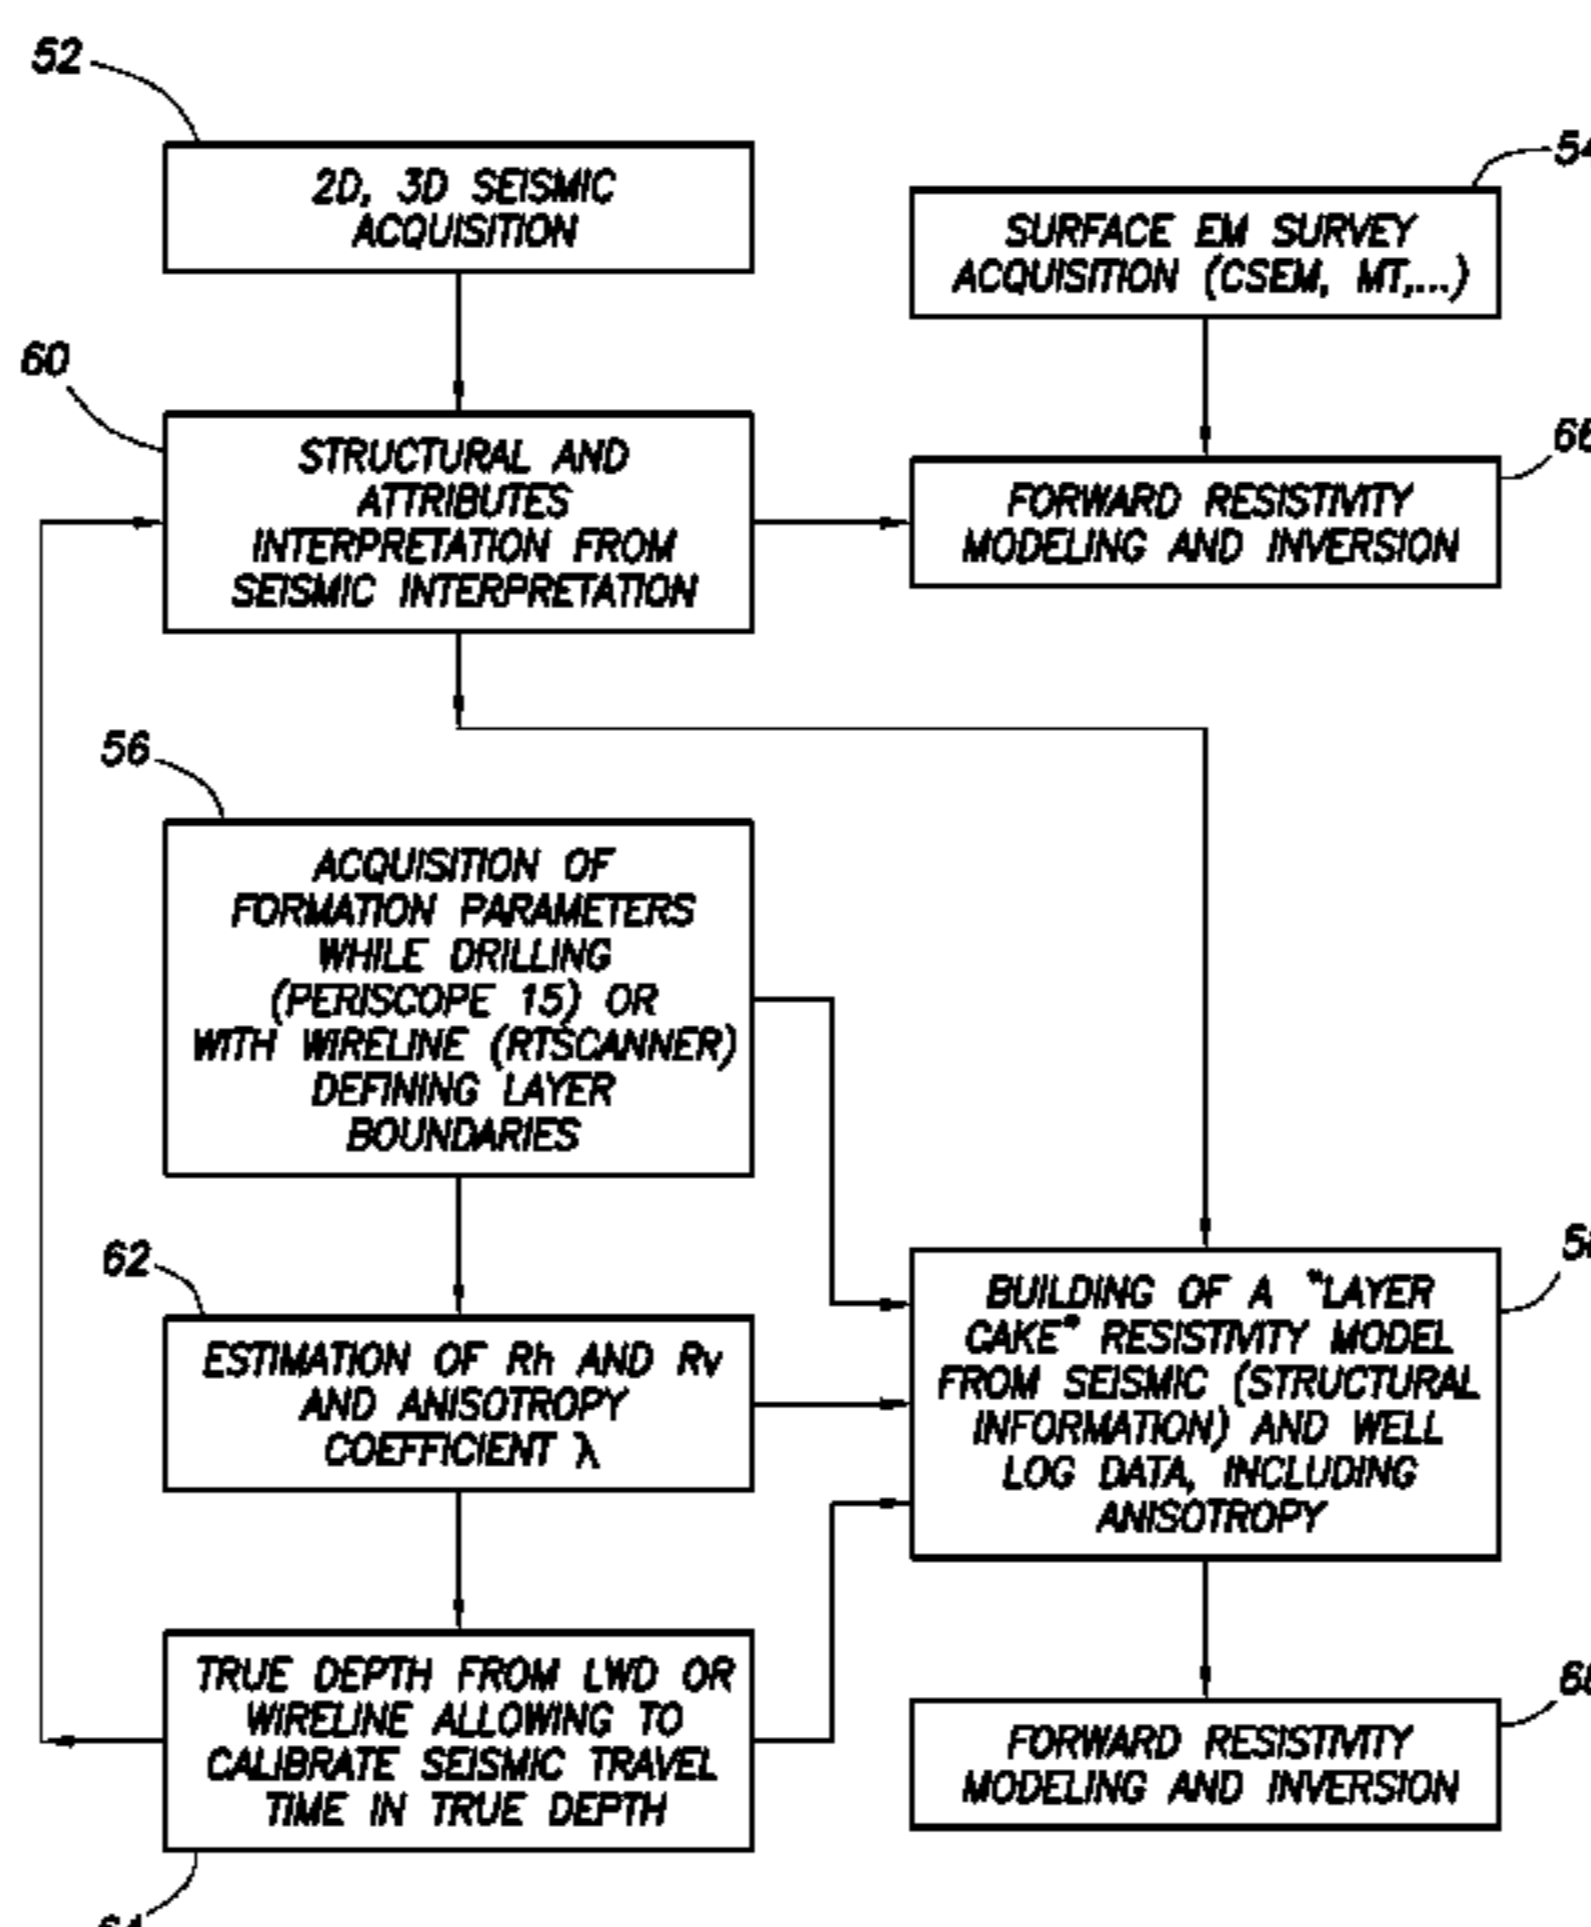 52
2D, 3D SEISMIC
ACQUISITION
54
SURFACE EM SURVEY
ACQUISITION (CSEM, MT,...)
60
STRUCTURAL AND
ATTRIBUTES
INTERPRETATION FROM
SEISMIC INTERPRETATION
66
FORWARD RESISTIVITY
MODELING AND INVERSION
56
ACQUISITION OF
FORMATION PARAMETERS
WHILE DRILLING
(PERISCOPE 15) OR
WITH WIRELINE (RTSCANNER)
DEFINING LAYER
BOUNDARIES
62
ESTIMATION OF Rh AND Rv
AND ANISOTROPY
COEFFICIENT λ
BUILDING OF A "LAYER
CAKE" RESISTIVITY MODEL
FROM SEISMIC (STRUCTURAL
INFORMATION) AND WELL
LOG DATA, INCLUDING
ANISOTROPY
TRUE DEPTH FROM LWD OR
WIRELINE ALLOWING TO
CALIBRATE SEISMIC TRAVEL
TIME IN TRUE DEPTH
FORWARD RESISTIVITY
MODELING AND INVERSION